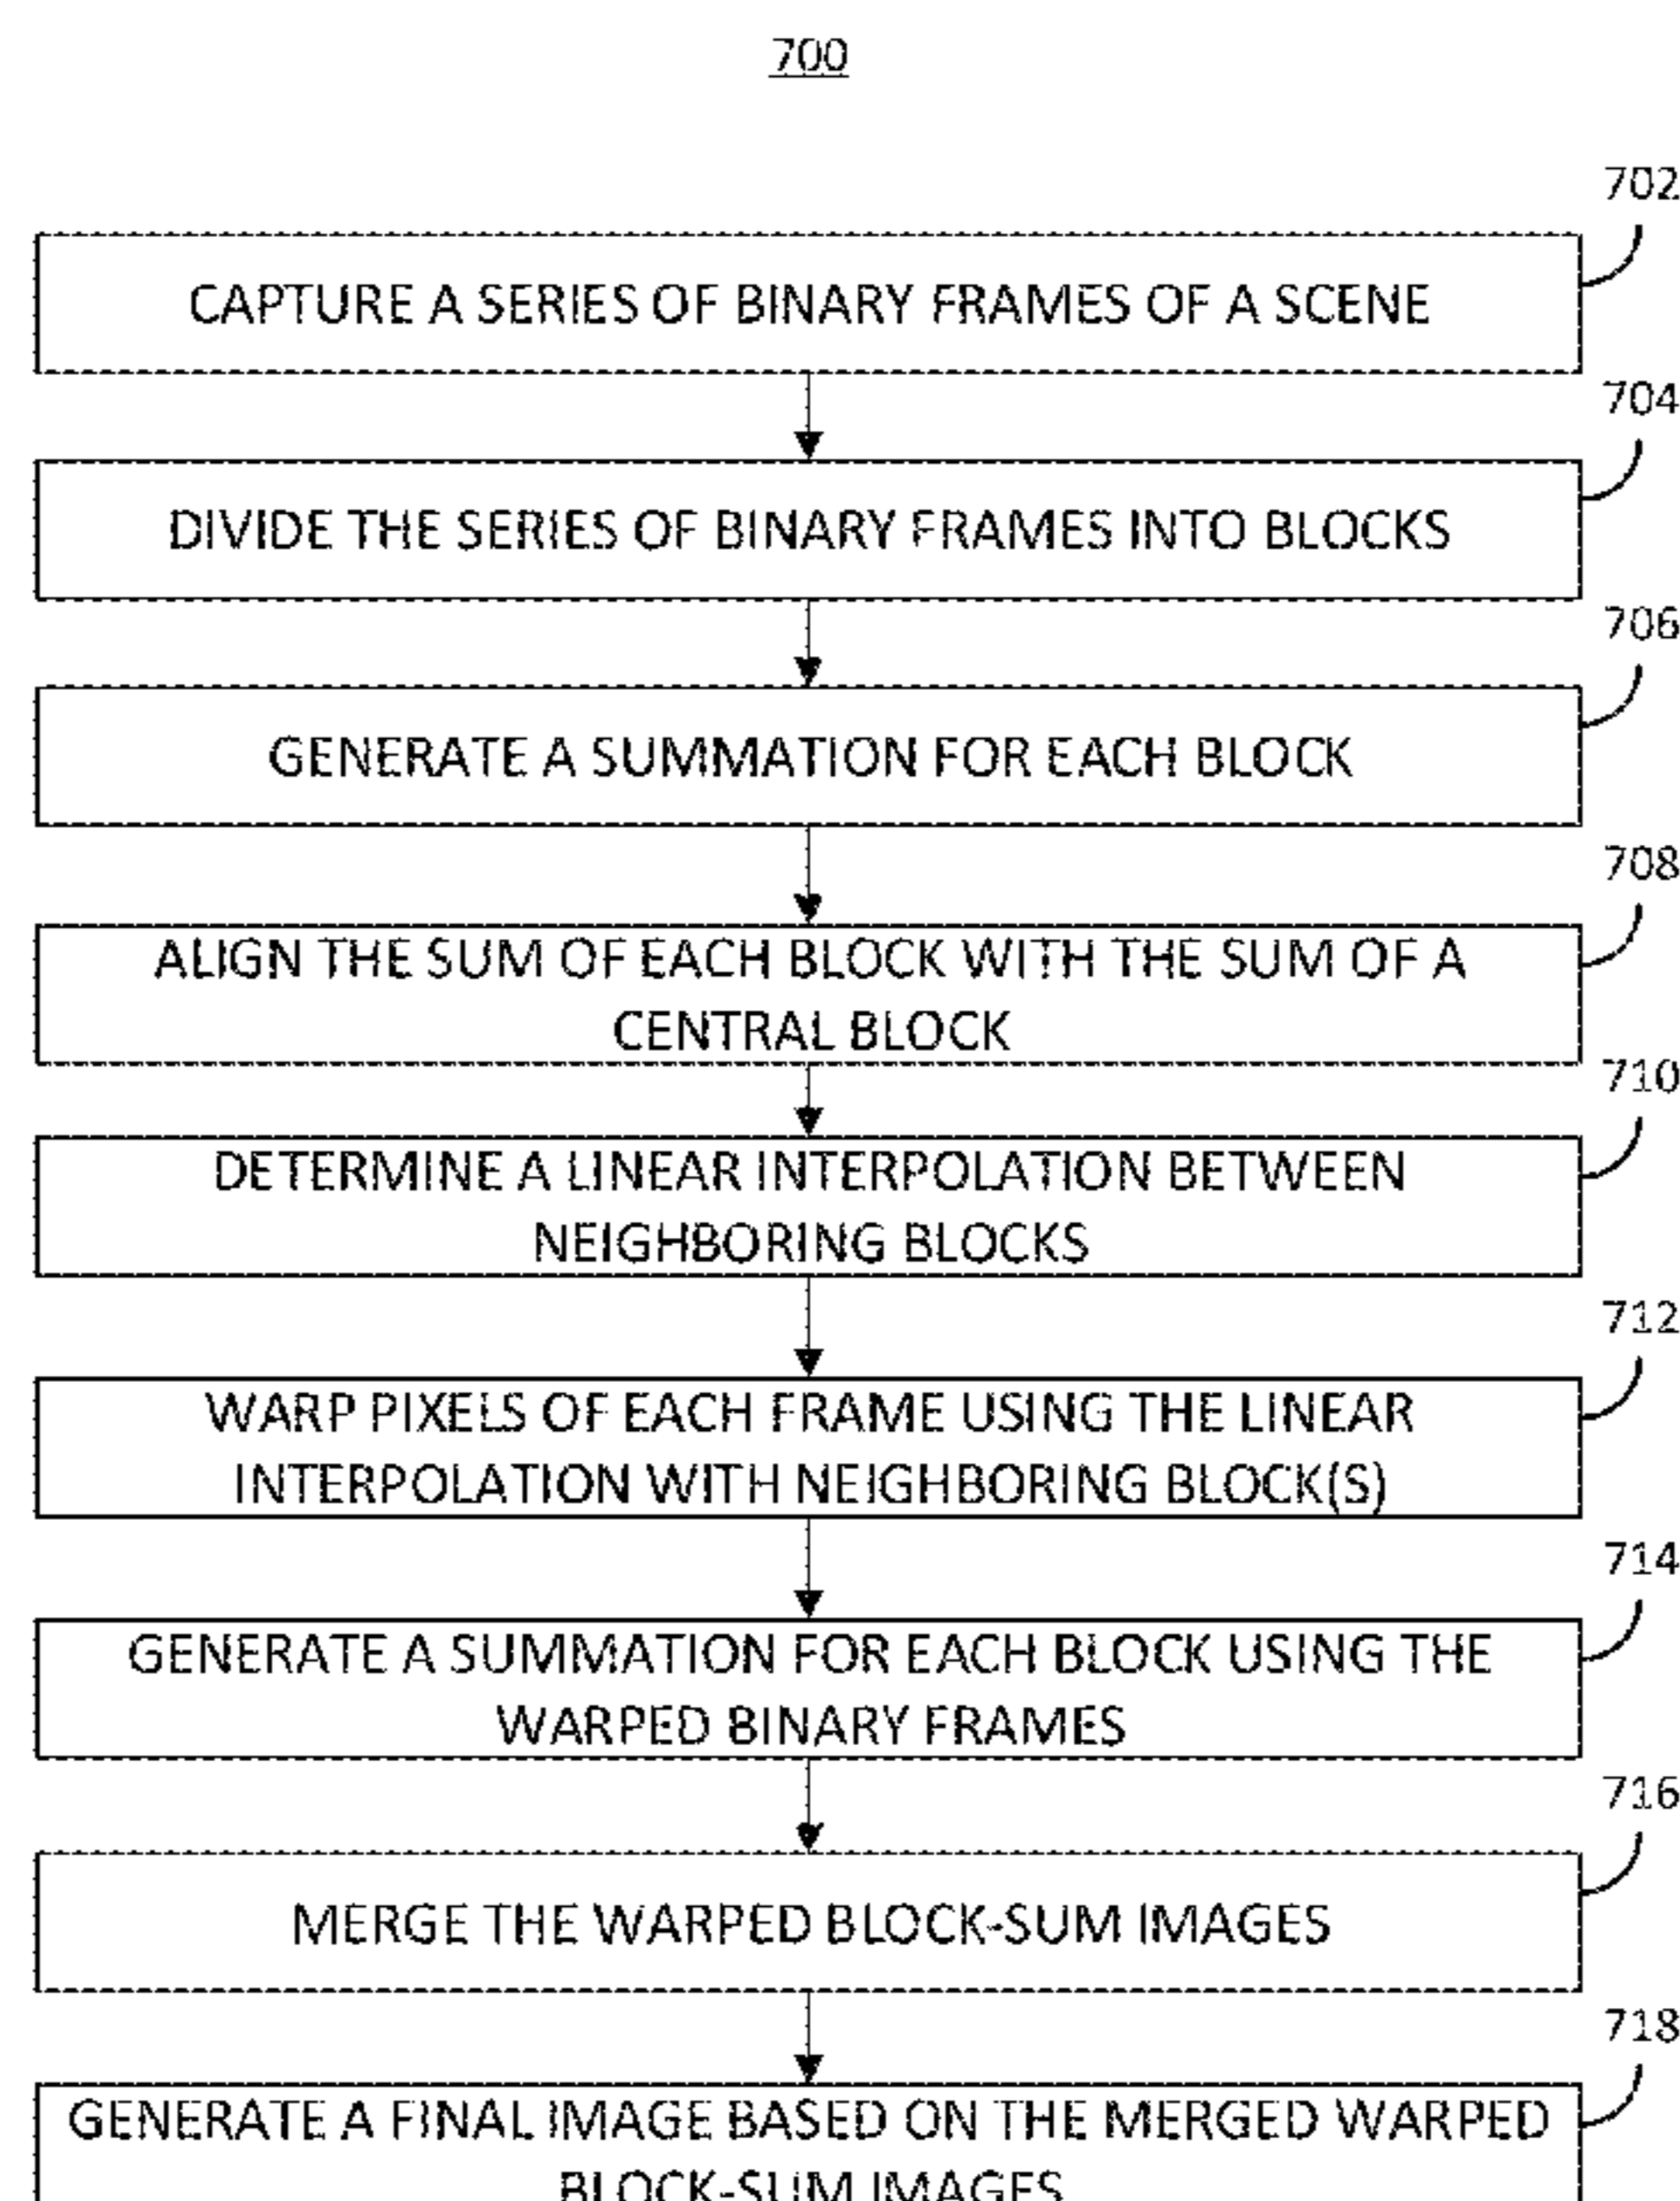 700
702
CAPTURE A SERIES OF BINARY FRAMES OF A SCENE
704
DIVIDE THE SERIES OF BINARY FRAMES INTO BLOCKS
706
GENERATE A SUMMATION FOR EACH BLOCK
708
ALIGN THE SUM OF EACH BLOCK WITH THE SUM OF A
CENTRAL BLOCK
710
DETERMINE A LINEAR INTERPOLATION BETWEEN
NEIGHBORING BLOCKS
712
WARP PIXELS OF EACH FRAME USING THE LINEAR
INTERPOLATION WITH NEIGHBORING BLOCK(S)
714
GENERATE A SUMMATION FOR EACH BLOCK USING THE
WARPED BINARY FRAMES
716
MERGE THE WARPED BLOCK-SUM IMAGES
718
GENERATE A FINAL IMAGE BASED ON THE MERGED WARPED
BLOCK-SUM IMAGES